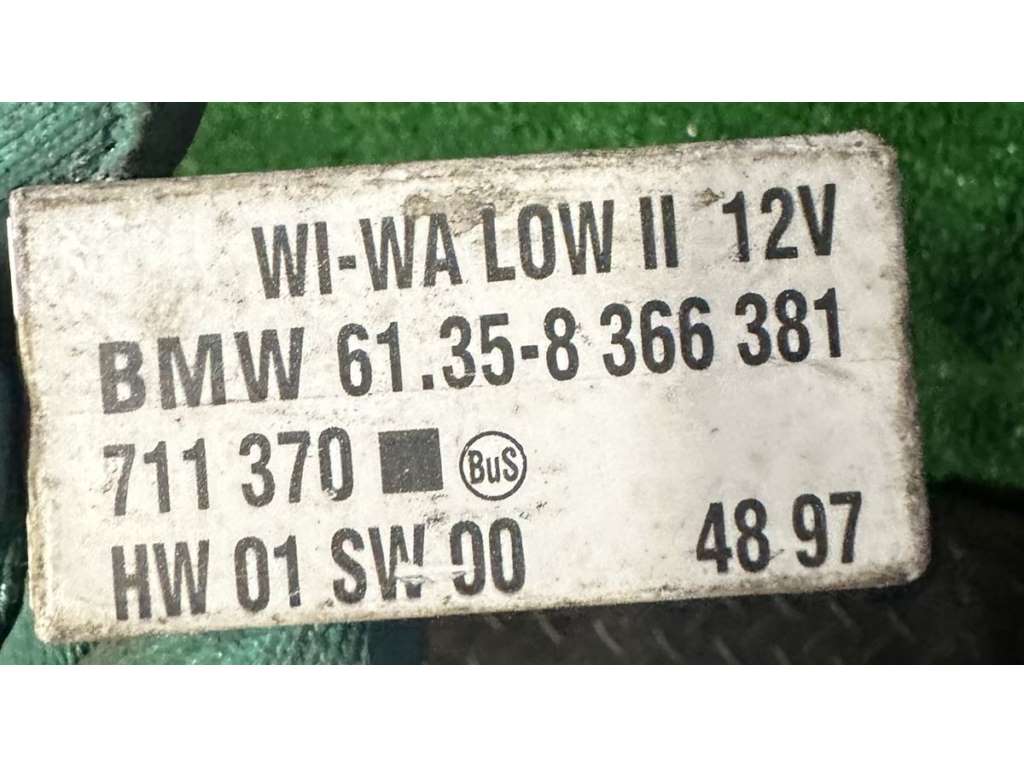 WI-WA LOW II 12V
BMW 61.35-8 366 381
711 370 BuS
HW 01 SW 00 48 97